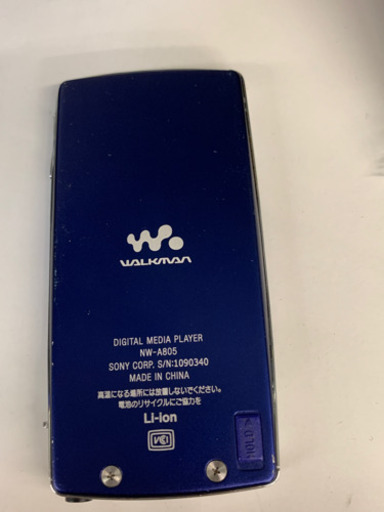 WALKMAN
DIGITAL MEDIA PLAYER
NW-A805
SONY CORP. S/N:1090340
MADE IN CHINA
高温になる場所には放置しないでください。
電池のリサイクルにご協力を
Li-ion
VCI
HOLD